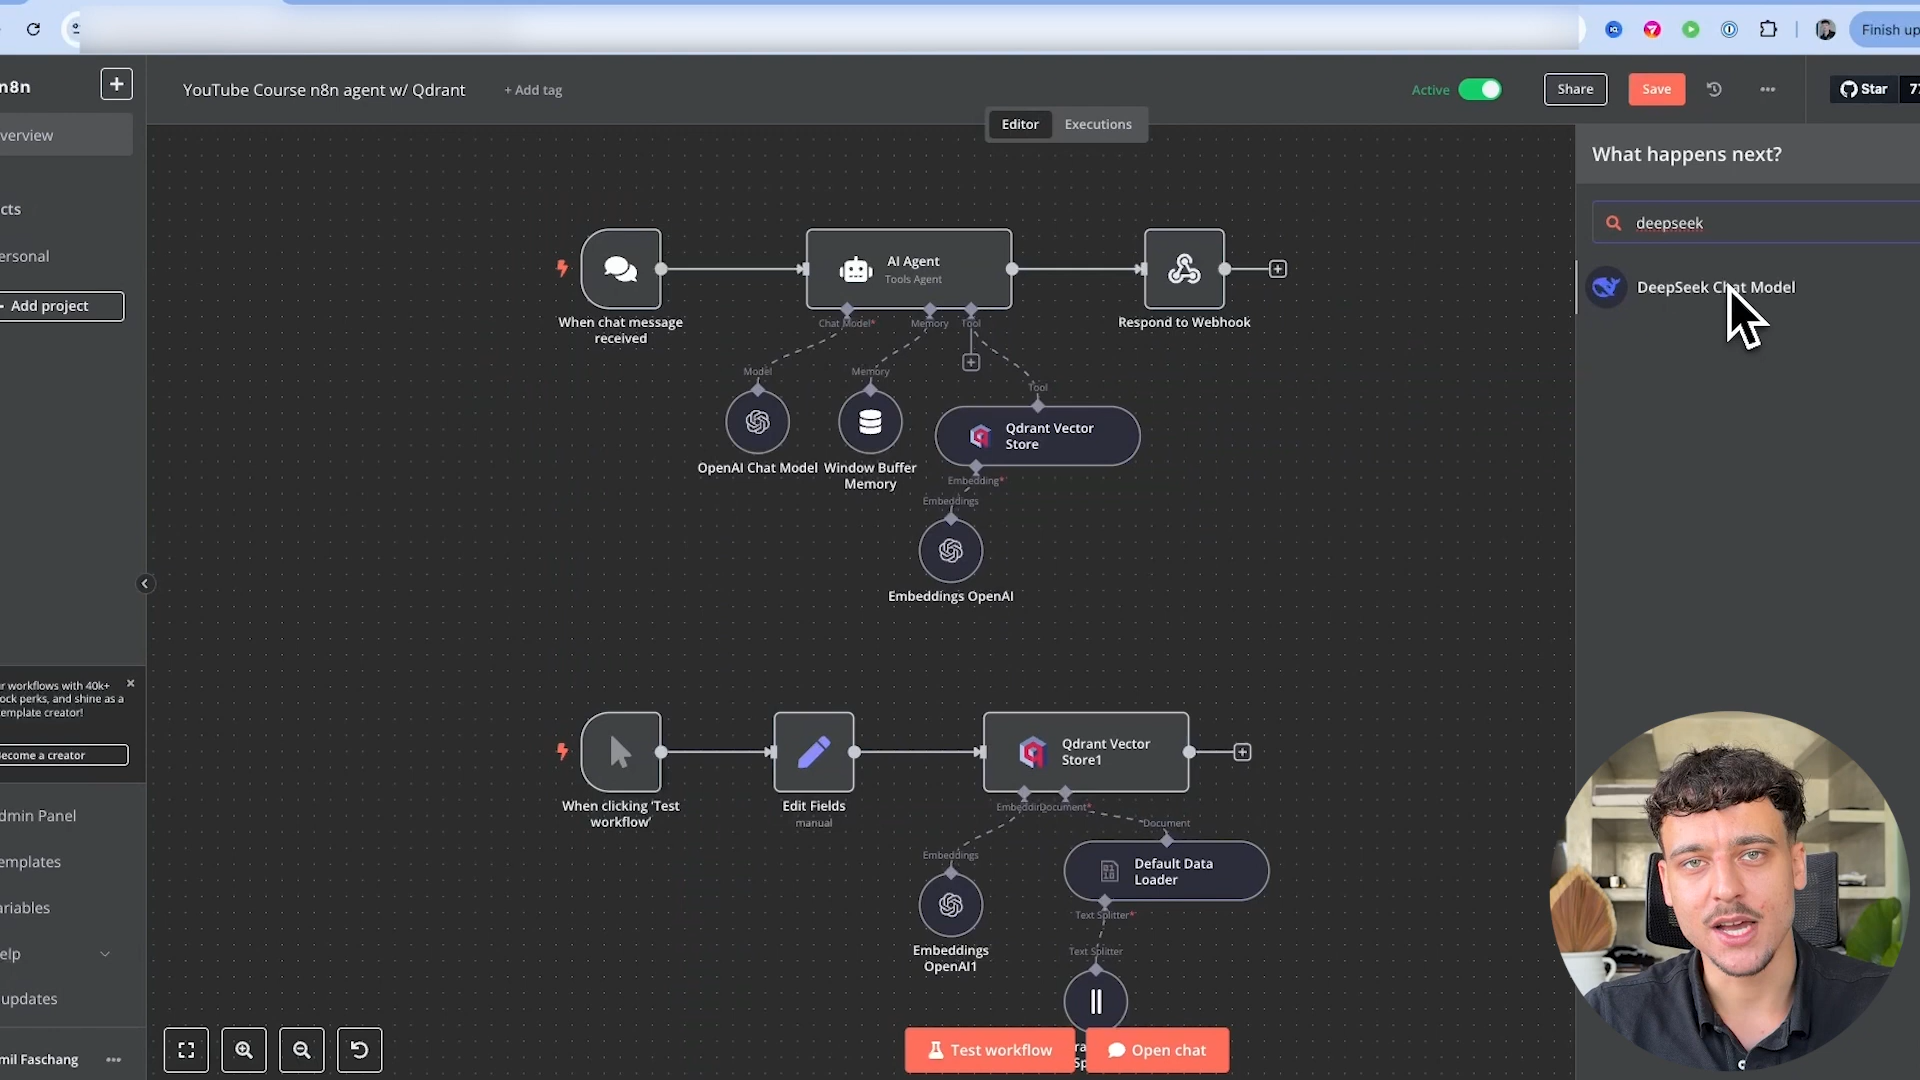 Finish up
n8n
YouTube Course n8n agent w/ Qdrant
+ Add tag
Active
Share
Save
Star
77
Editor
Executions
verview
cts
ersonal
Add project
r workflows with 40k+
ock perks, and shine as a
emplate creator!
ecome a creator
dmin Panel
emplates
ariables
elp
updates
mil Faschang
What happens next?
deepseek
DeepSeek Chat Model
When chat message
received
AI Agent
Tools Agent
Chat Model*
Memory
Tool
Respond to Webhook
Model
Memory
Tool
OpenAI Chat Model
Window Buffer
Memory
Qdrant Vector
Store
Embedding*
Embeddings
Embeddings OpenAI
When clicking ‘Test
workflow’
Edit Fields
manual
Qdrant Vector
Store1
Embeddin
Document*
Document
Embeddings
Embeddings
OpenAI1
Default Data
Loader
Text Splitter*
Text Splitter
Test workflow
Open chat